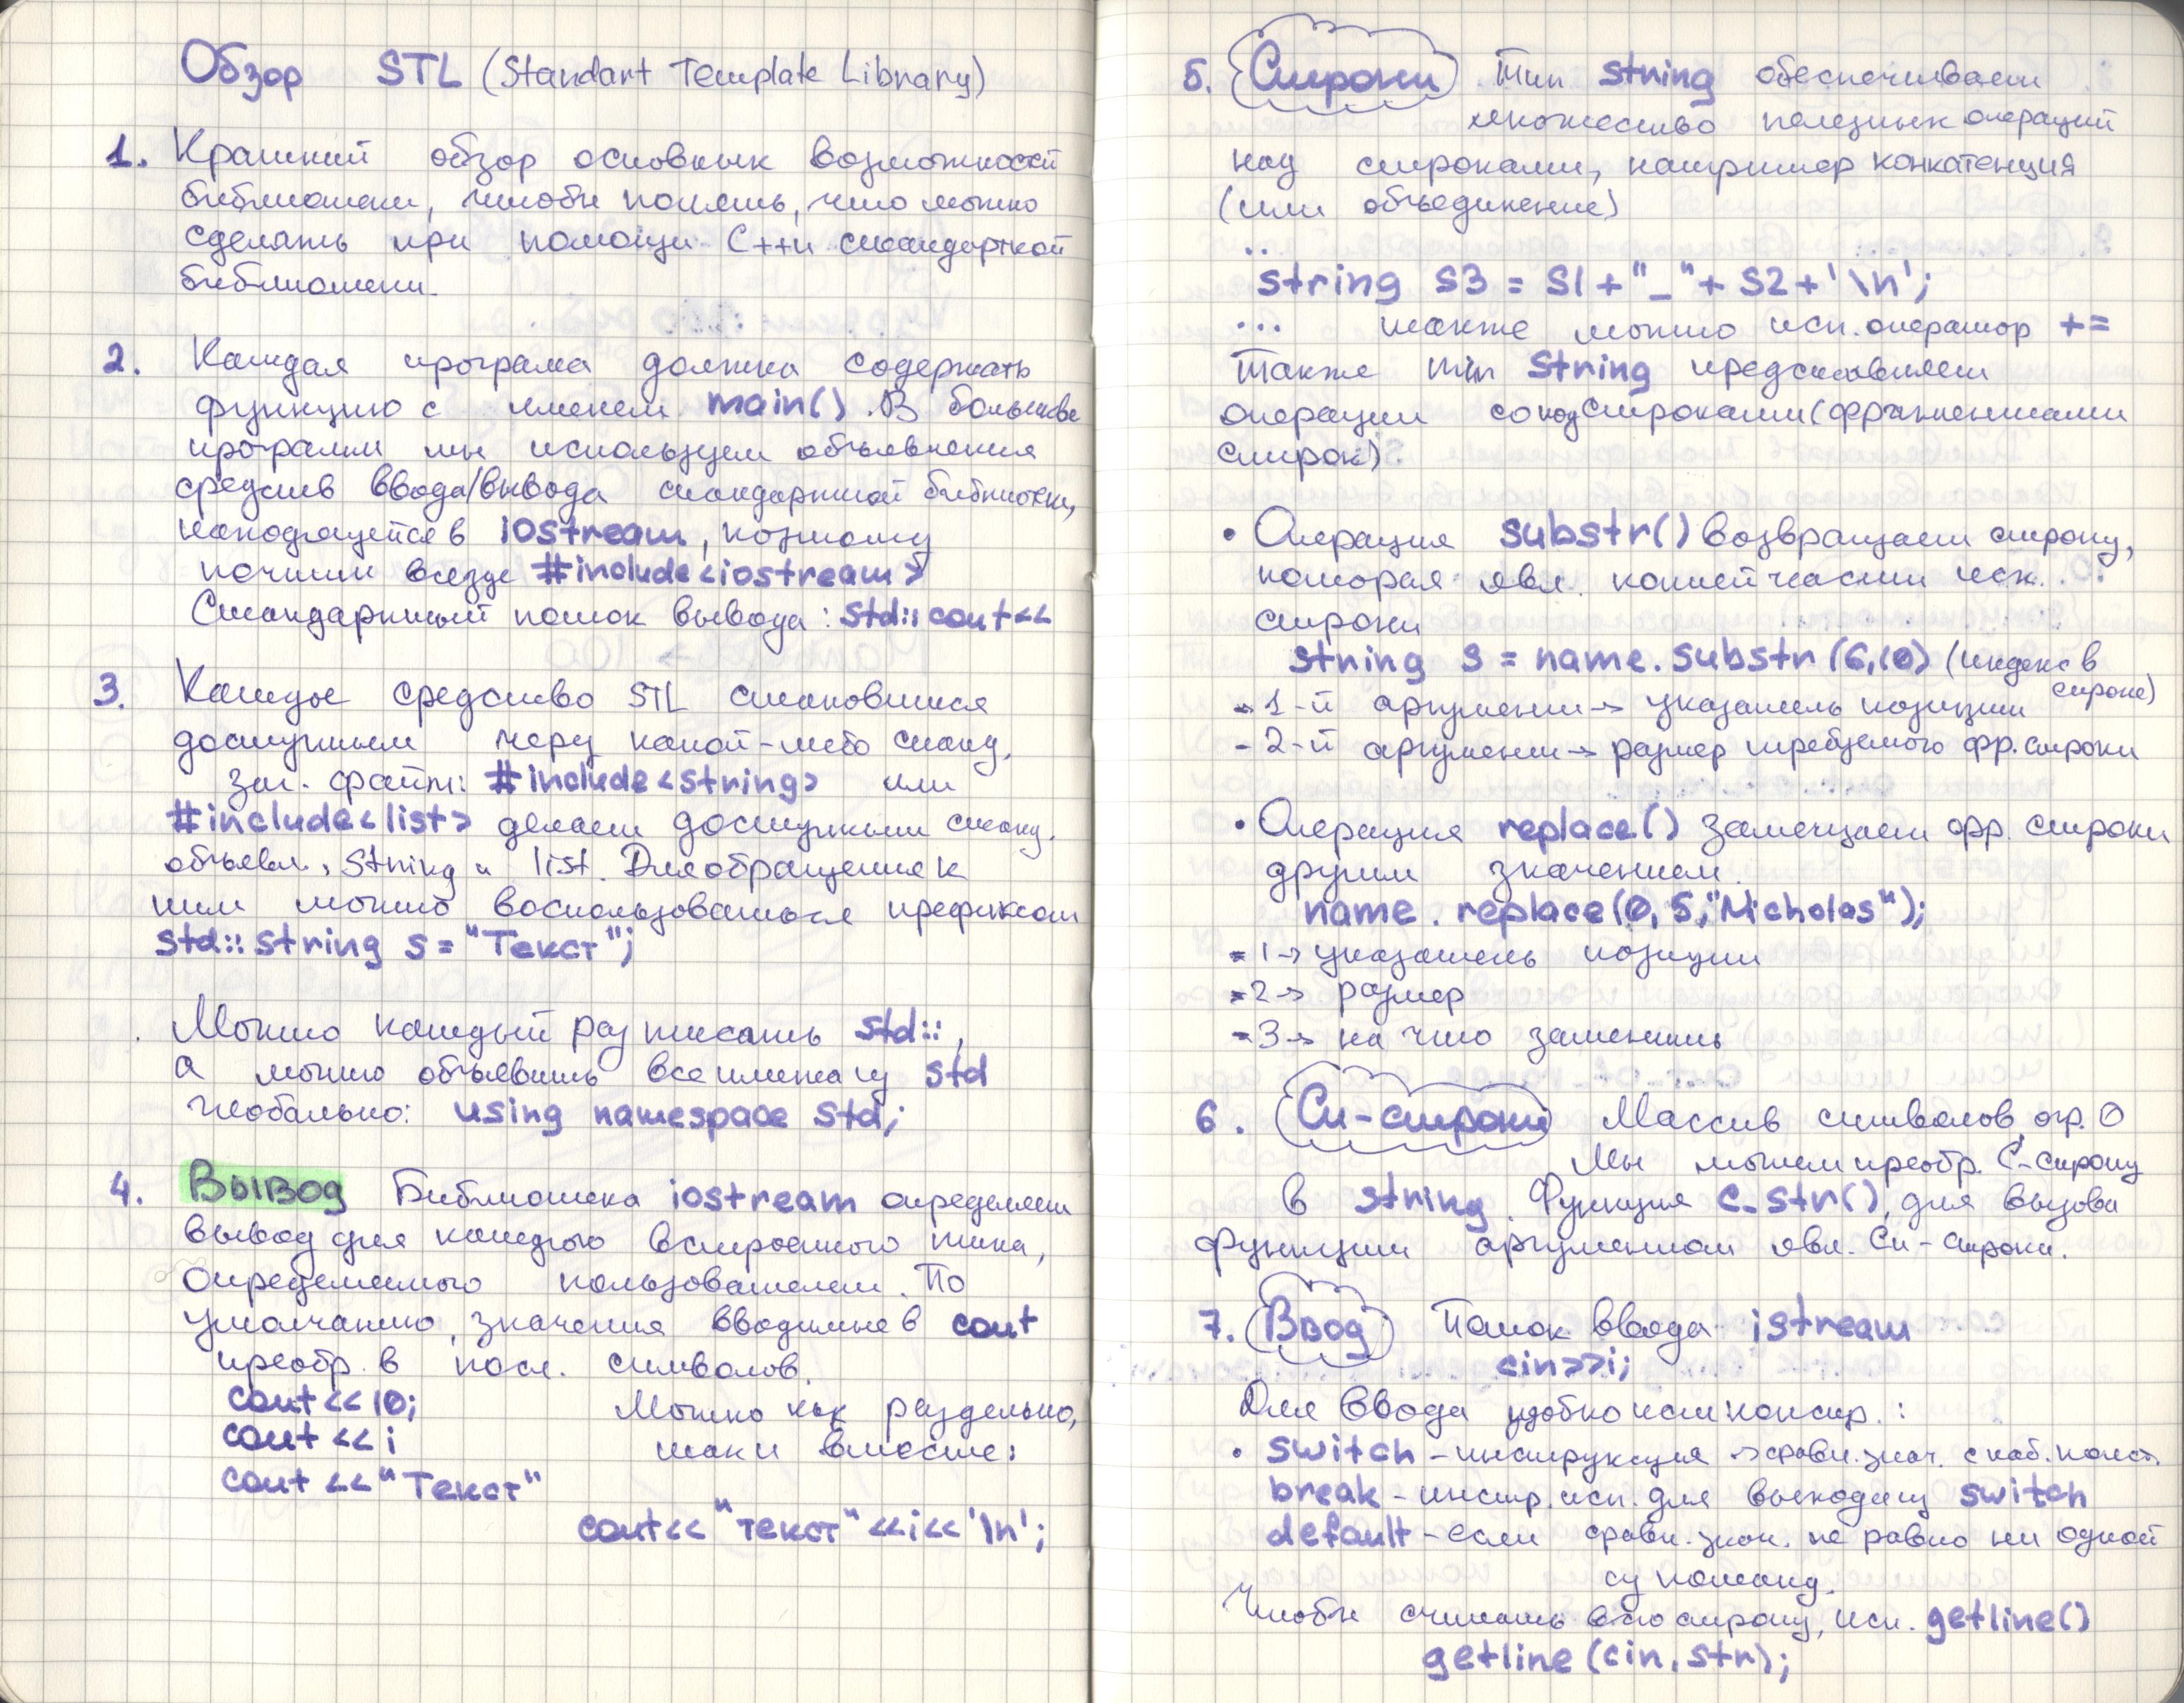 Обзор STL (Standart Template Library)
1. Краткий обзор основных возможностей
библиотеки, чтобы понять, что можно
сделать при помощи C++ и стандартной
библиотеки.
2. Каждая програма должна содержать
функцию с именем main(). В большинстве
програм мы используем объявления
средств ввода/вывода стандартной библиотеки,
находящейся в iostream, поэтому
почти везде #include<iostream>
Стандартный поток вывода: std::cout<<
3. Каждое средство STL становится
доступным через какой-либо станд.
заг. файл: #include<string> или
#include<list> делает доступными станд.
объявл. string и list. Для обращения к
ним можно воспользоваться префиксом
std::string s="Текст";
Можно каждый раз писать std::,
а можно объявить все имена из std
глобально: using namespace std;
4. Вывод Библиотека iostream определяет
вывод для каждого встроенного типа,
определяемого пользователем. По
умолчанию, значения вводимые в cout
преобр. в посл. символов.
cout<<10; Можно как раздельно,
cout<<i так и вместе:
cout<<"Текст"
cout<<"текст"<<i<<'\n';
5. Строки Тип string обеспечивает
множество полезных операций
над строками, например конкатенция
(или объединение)
..
string s3 = S1+"_"+ S2+'\n';
... также можно исп. оператор +=
Также тип String представляет
операции с подстроками (фрагментами
строк).
• Операция substr() возвращает строку,
которая явл. копией части исх.
строки
string s = name.substr(6,10) (индекс в
строке)
- 1-й аргумент → указатель позиции
- 2-й аргумент → размер требуемого фр. строки
• Операция replace() замещает фр. строки
другим значением.
name.replace(0,5,"Nicholas");
- 1→ указатель позиции
- 2→ размер
- 3→ на что заменить
6. Си-строки Массив символов, огр. 0
Мы можем преобр. C-строку
в string. Функция c_str(), для вызова
функции аргументом явл. Си-строки.
7. Ввод Поток ввода istream
cin>>i;
Для ввода удобно исп констр.:
• switch - инструкция → сравн. знач. с наб. конст.
break - инстр. исп. для выхода из switch
default - если сравн. знач. не равно ни одной
из команд.
Чтобы считать всю строку, исп. getline()
getline(cin, str);